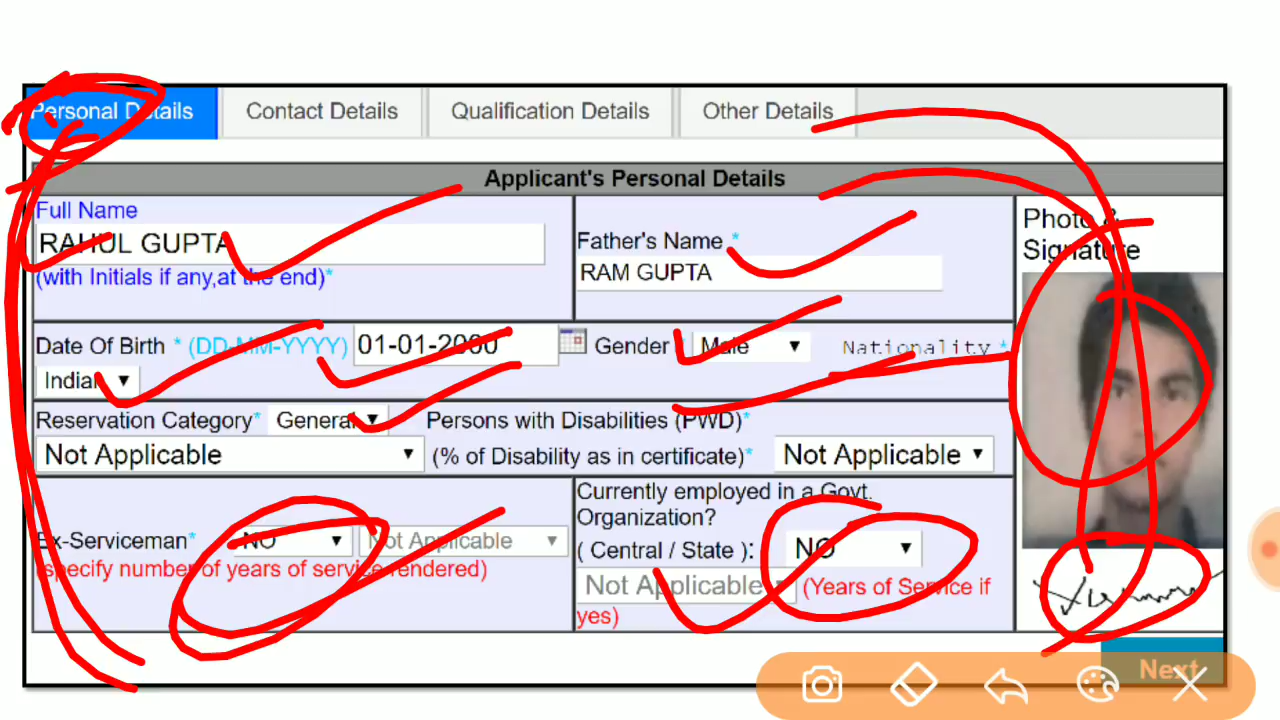 Personal Details Contact Details Qualification Details Other Details
Applicant's Personal Details
Full Name
RAHUL GUPTA
(with Initials if any,at the end)*
Father's Name *
RAM GUPTA
Photo &
Signature
Date Of Birth * (DD-MM-YYYY) 01-01-2000 Gender * Male Nationality *
Indian
Reservation Category* General Persons with Disabilities (PWD)*
Not Applicable (% of Disability as in certificate)* Not Applicable
Ex-Serviceman* NO Not Applicable
(specify number of years of service rendered)
Currently employed in a Govt.
Organization?
( Central / State ): NO
Not Applicable (Years of Service if
yes)
Next